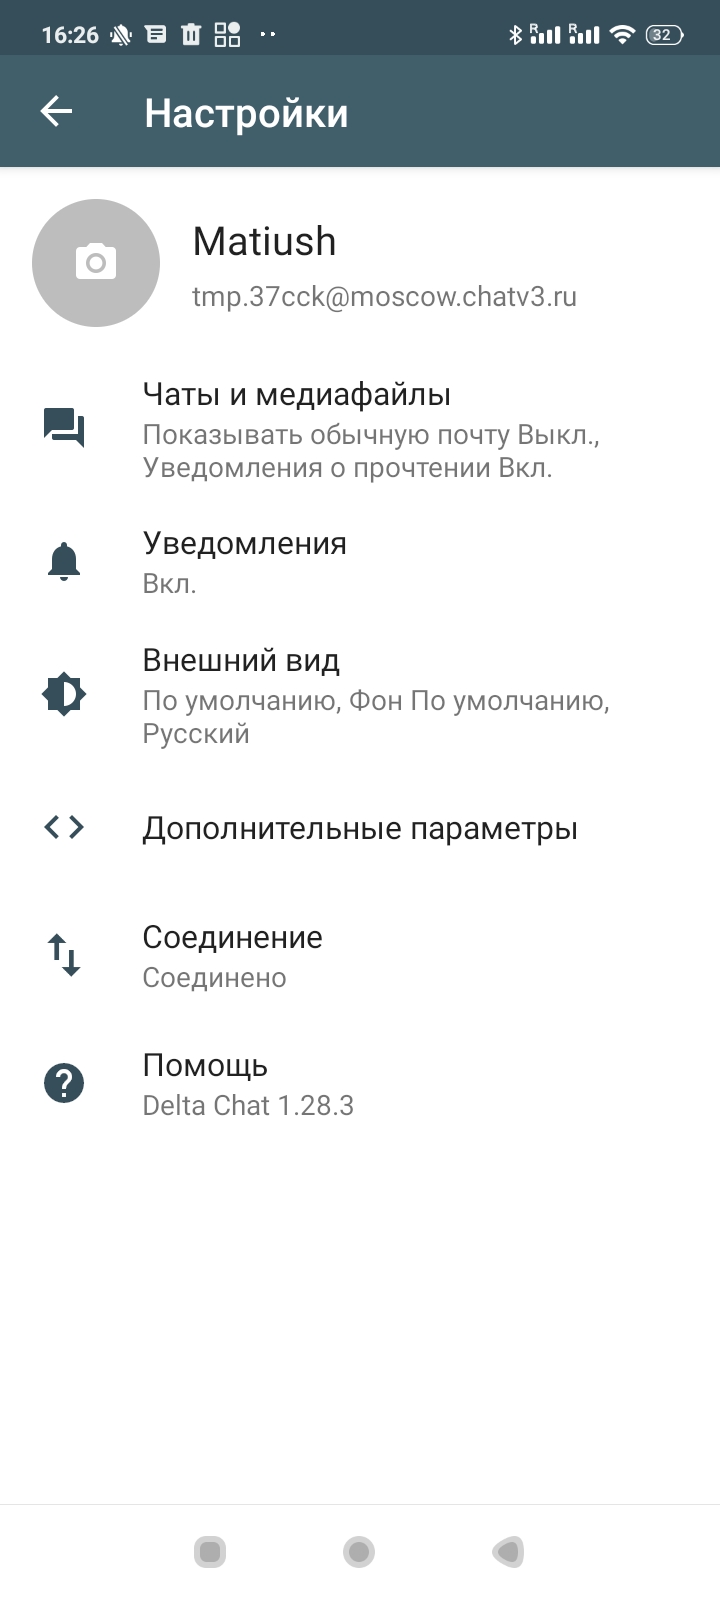 16:26
R R 32
Настройки
Matiush
tmp.37cck@moscow.chatv3.ru
Чаты и медиафайлы
Показывать обычную почту Выкл.,
Уведомления о прочтении Вкл.
Уведомления
Вкл.
Внешний вид
По умолчанию, Фон По умолчанию,
Русский
Дополнительные параметры
Соединение
Соединено
Помощь
Delta Chat 1.28.3